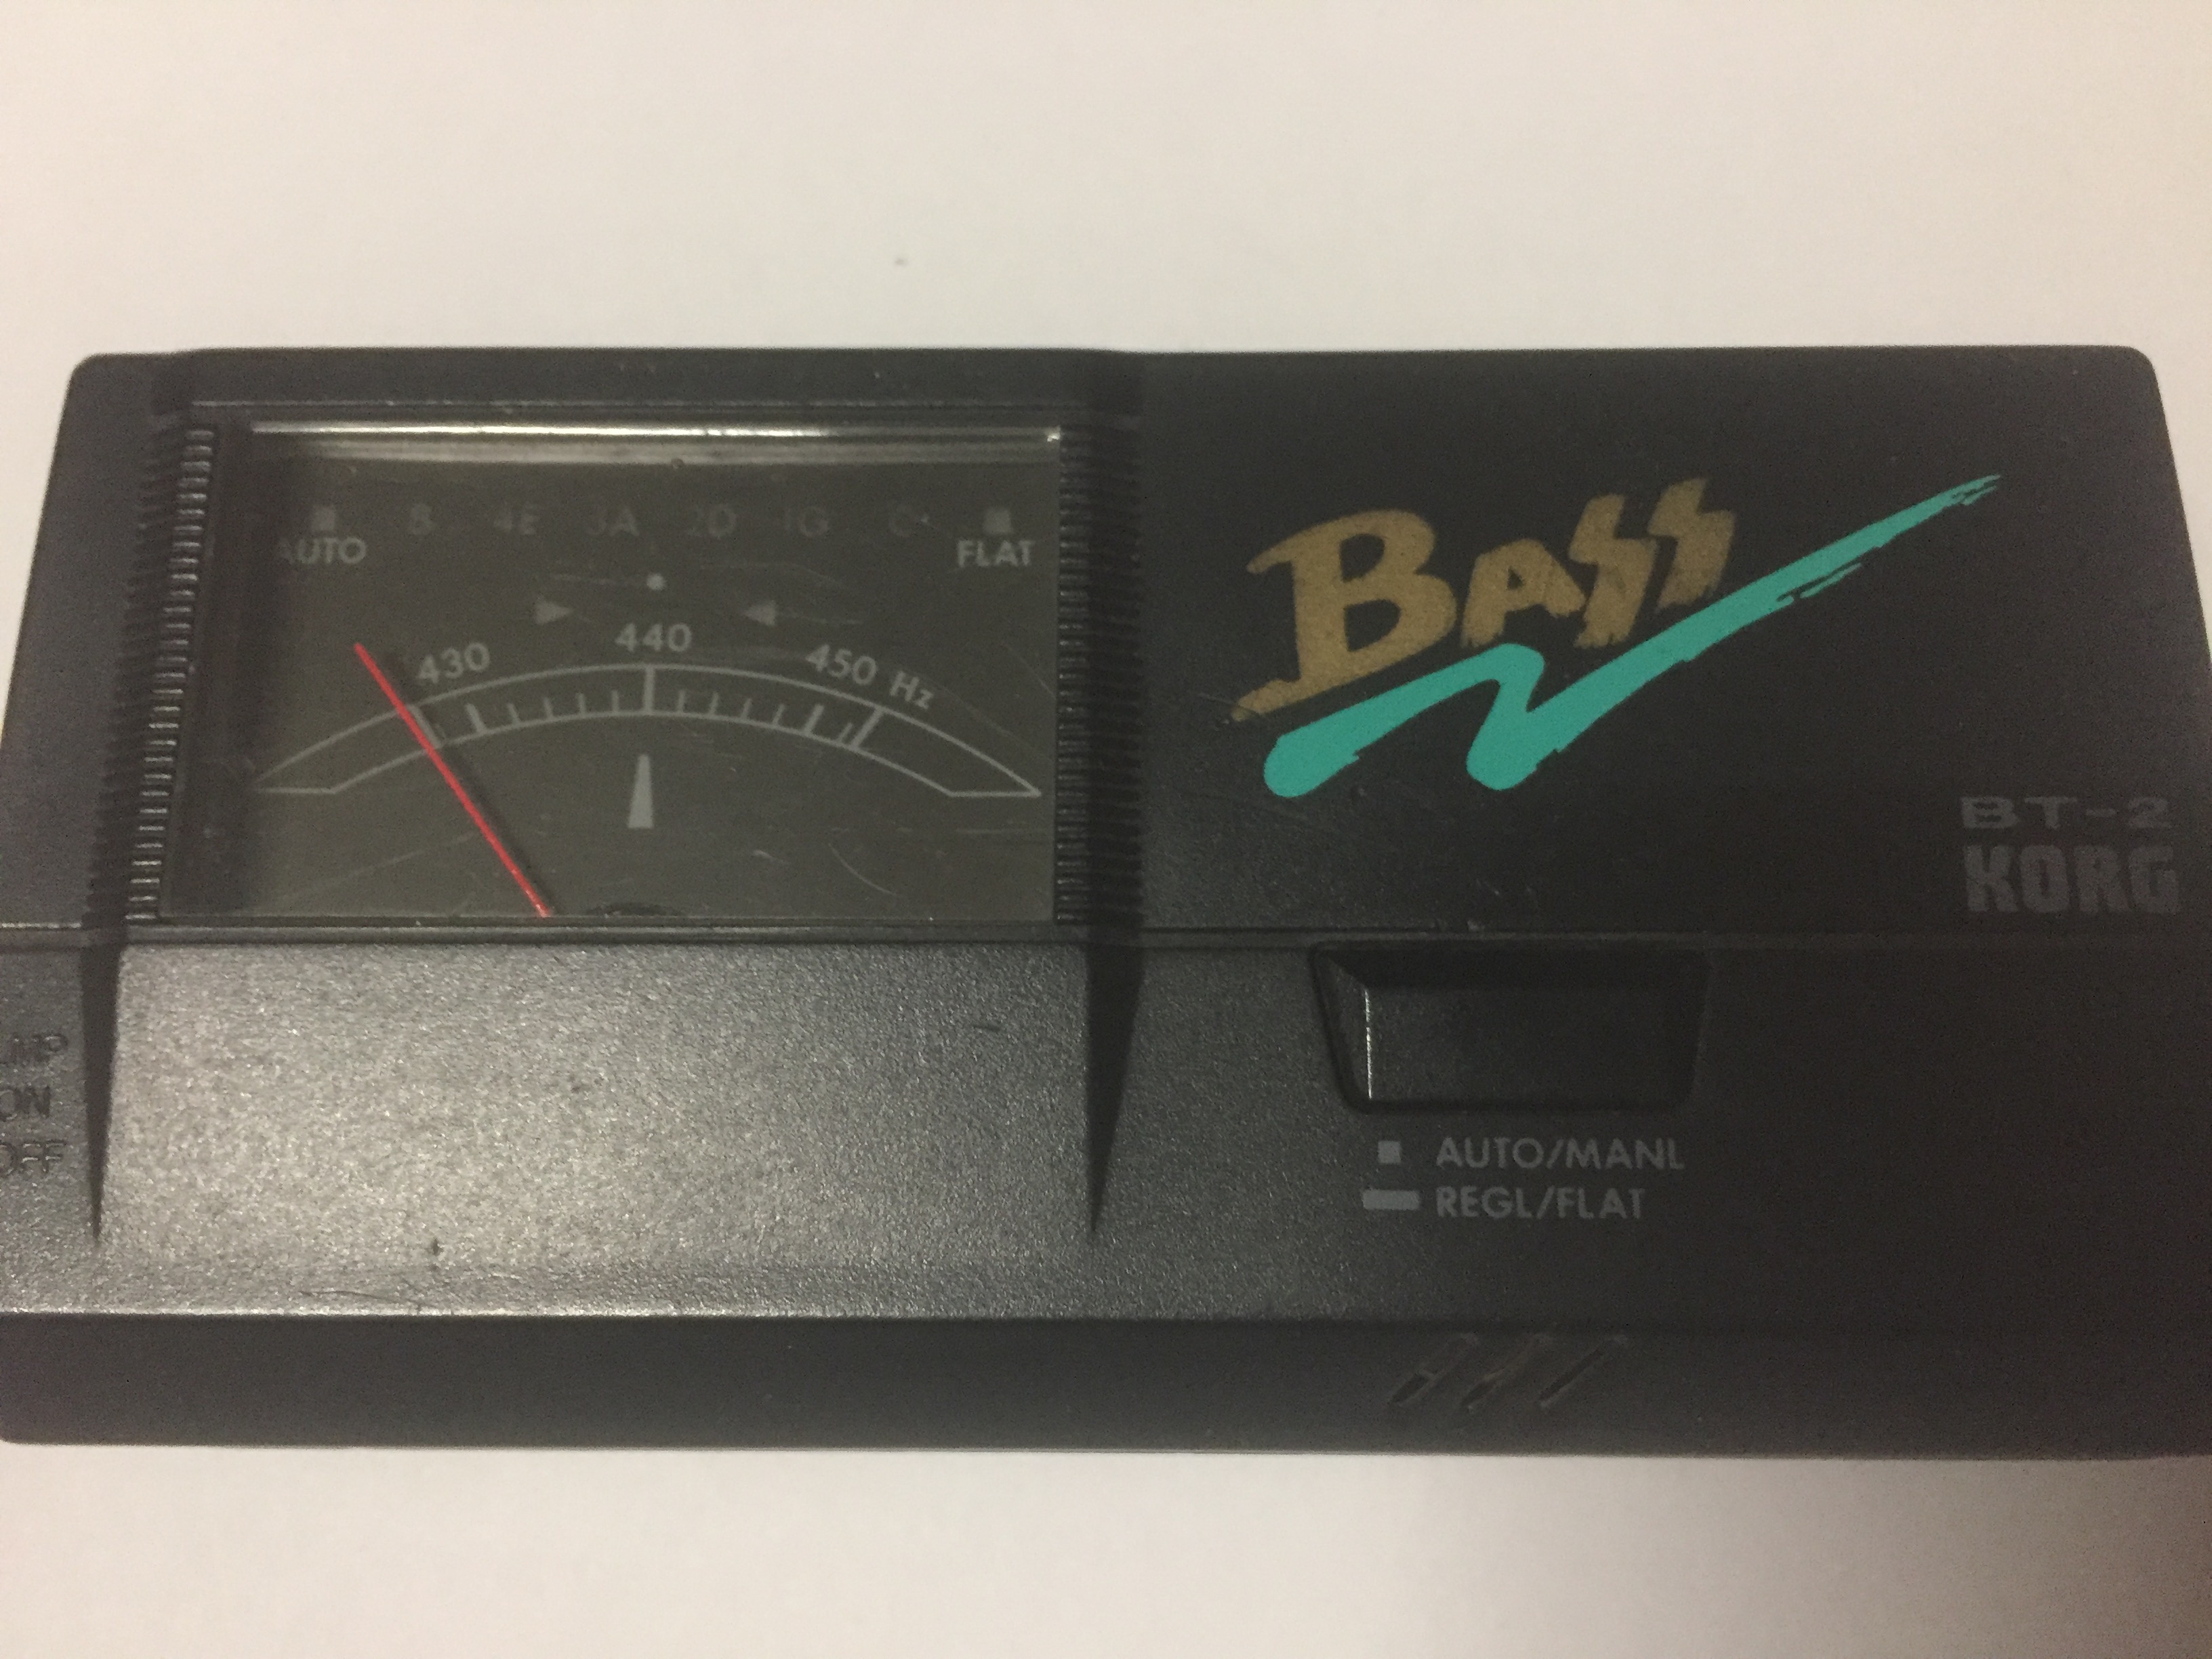 AUTO B 4E 3A 2D 1G C FLAT
430 440 450 Hz
BASS
BT-2
KORG
ON
OFF
AUTO/MANL
REGL/FLAT